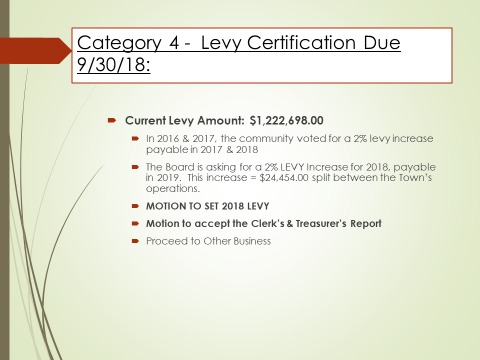 Category 4 - Levy Certification Due
9/30/18:
Current Levy Amount: $1,222,698.00
In 2016 & 2017, the community voted for a 2% levy increase
payable in 2017 & 2018
The Board is asking for a 2% LEVY Increase for 2018, payable
in 2019. This increase = $24,454.00 split between the Town's
operations.
MOTION TO SET 2018 LEVY
Motion to accept the Clerk's & Treasurer's Report
Proceed to Other Business